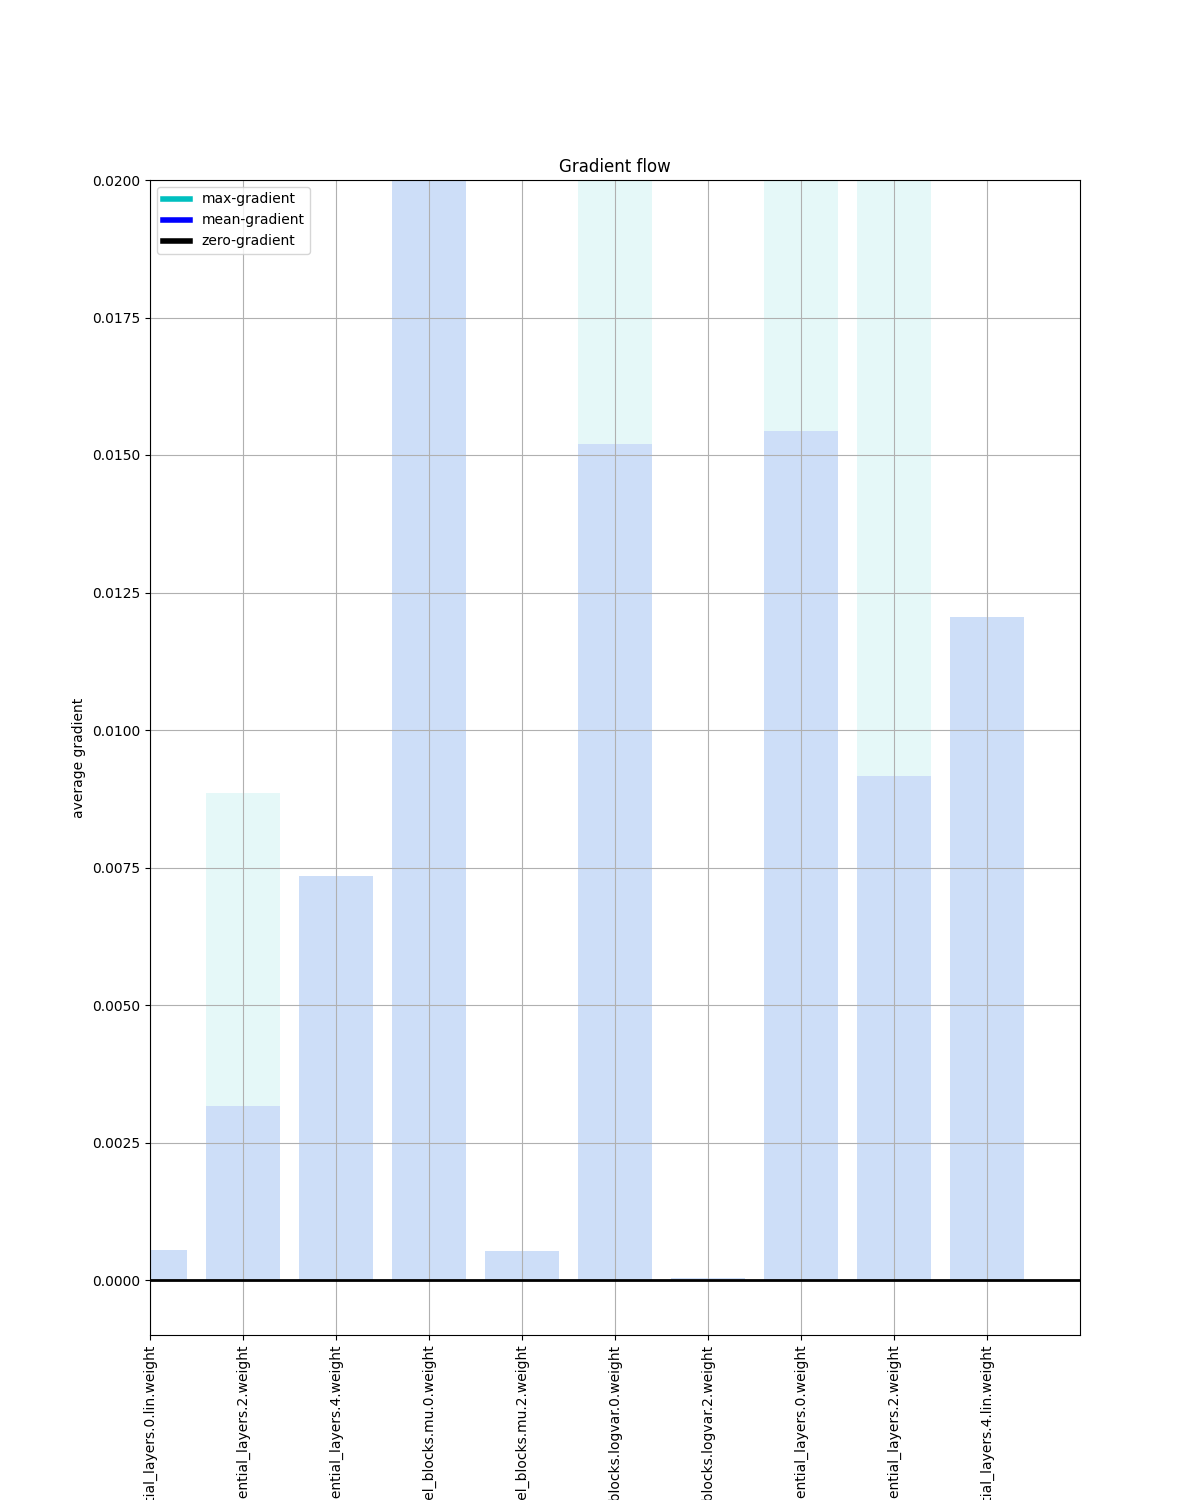 Gradient flow
max-gradient
mean-gradient
zero-gradient
0.0200
0.0175
0.0150
0.0125
0.0100
0.0075
0.0050
0.0025
0.0000
average gradient
tial_layers.0.lin.weight
ential_layers.2.weight
ential_layers.4.weight
el_blocks.mu.0.weight
el_blocks.mu.2.weight
blocks.logvar.0.weight
blocks.logvar.2.weight
ential_layers.0.weight
ential_layers.2.weight
tial_layers.4.lin.weight